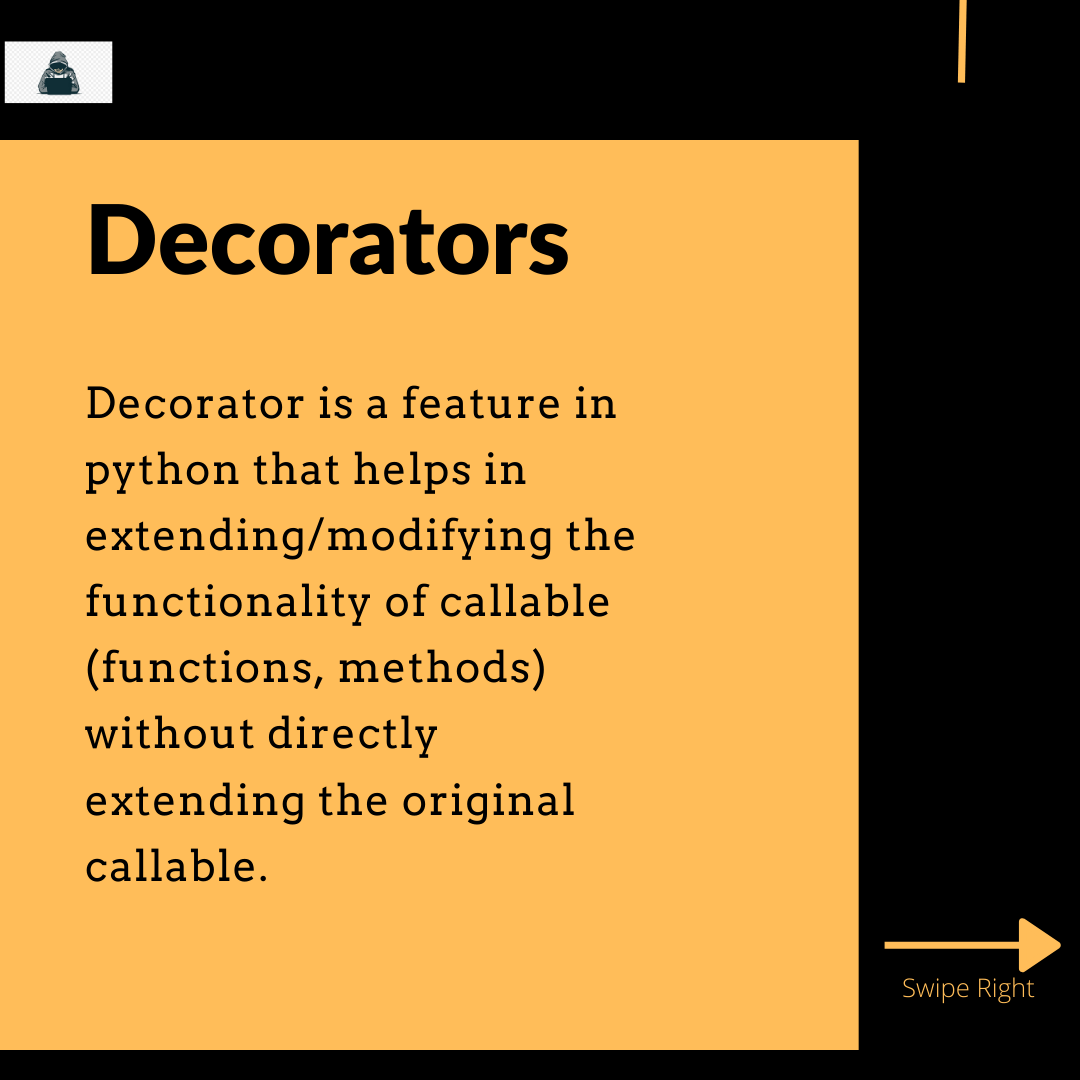 Decorators
Decorator is a feature in
python that helps in
extending/modifying the
functionality of callable
(functions, methods)
without directly
extending the original
callable.
Swipe Right